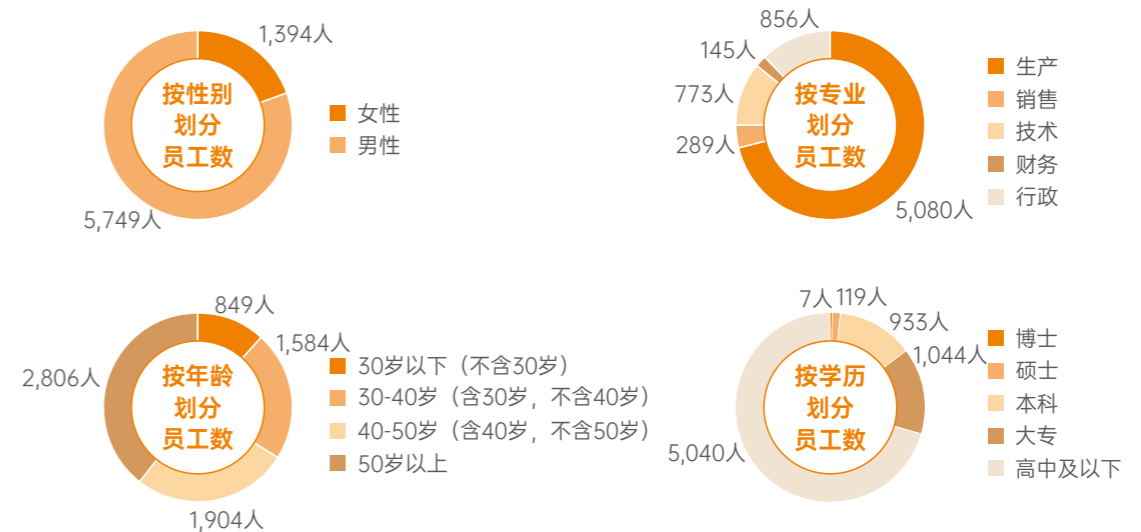 1,394人
按性别
划分
员工数
5,749人
女性
男性
856人
145人
773人
289人
按专业
划分
员工数
5,080人
生产
销售
技术
财务
行政
849人
1,584人
2,806人
按年龄
划分
员工数
1,904人
30岁以下（不含30岁）
30-40岁（含30岁，不含40岁）
40-50岁（含40岁，不含50岁）
50岁以上
7人
119人
933人
1,044人
按学历
划分
员工数
5,040人
博士
硕士
本科
大专
高中及以下